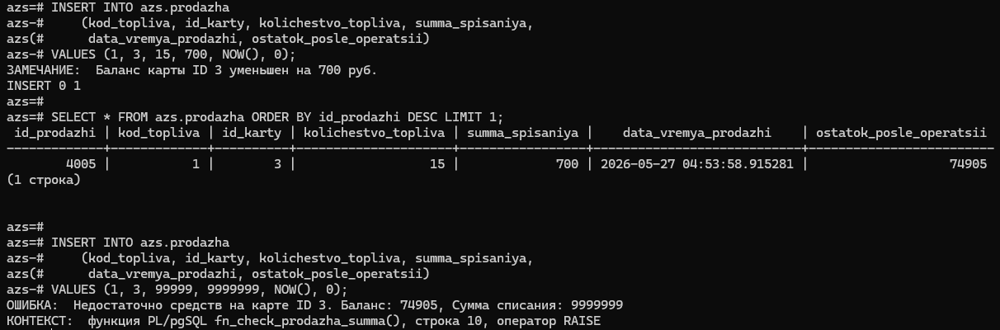 azs=# INSERT INTO azs.prodazha
azs-#     (kod_topliva, id_karty, kolichestvo_topliva, summa_spisaniya,
azs(#      data_vremya_prodazhi, ostatok_posle_operatsii)
azs-# VALUES (1, 3, 15, 700, NOW(), 0);
ЗАМЕЧАНИЕ:  Баланс карты ID 3 уменьшен на 700 руб.
INSERT 0 1
azs=#
azs=# SELECT * FROM azs.prodazha ORDER BY id_prodazhi DESC LIMIT 1;
 id_prodazhi | kod_topliva | id_karty | kolichestvo_topliva | summa_spisaniya |    data_vremya_prodazhi    | ostatok_posle_operatsii
-------------+-------------+----------+---------------------+-----------------+----------------------------+-------------------------
        4005 |           1 |        3 |                  15 |             700 | 2026-05-27 04:53:58.915281 |                   74905
(1 строка)
azs=#
azs=# INSERT INTO azs.prodazha
azs-#     (kod_topliva, id_karty, kolichestvo_topliva, summa_spisaniya,
azs(#      data_vremya_prodazhi, ostatok_posle_operatsii)
azs-# VALUES (1, 3, 99999, 9999999, NOW(), 0);
ОШИБКА:  Недостаточно средств на карте ID 3. Баланс: 74905, Сумма списания: 9999999
КОНТЕКСТ:  функция PL/pgSQL fn_check_prodazha_summa(), строка 10, оператор RAISE